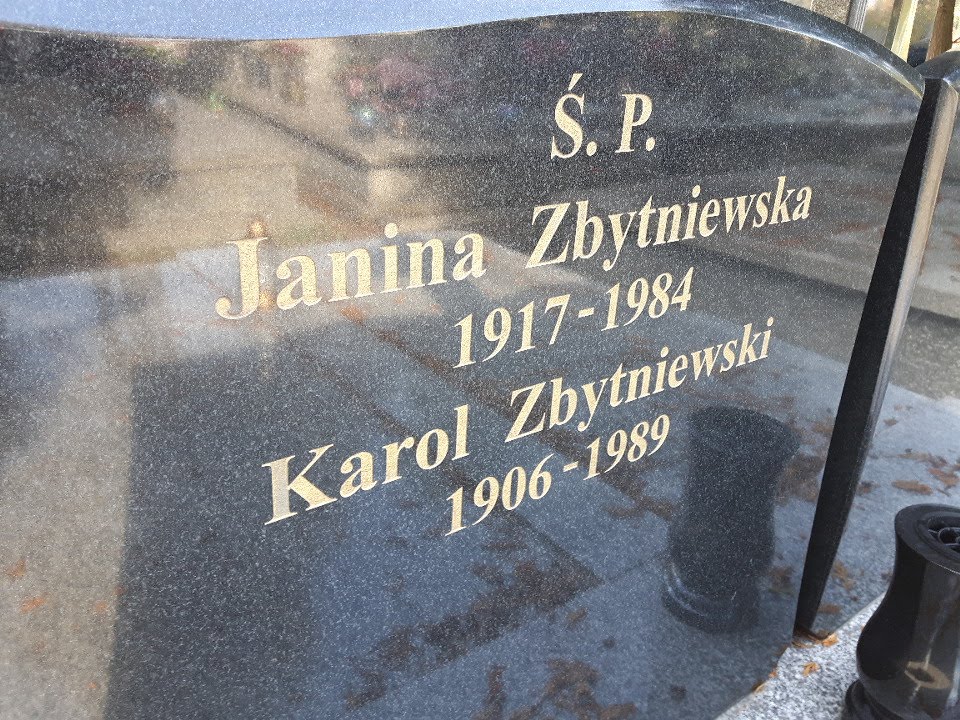 Ś. P.
Janina Zbytniewska
1917-1984
Karol Zbytniewski
1906-1989